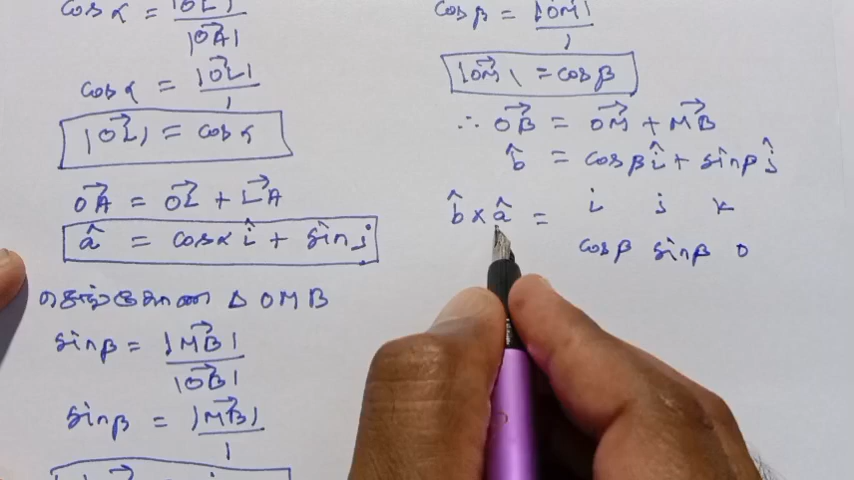 cos α = |OL→|
|OA→|
cos α = |OL→|
1
|OL→| = cos α
OA→ = OL→ + LA→
â = cos α î + sin ĵ
செங்கோண Δ OMB
sin β = |MB→|
|OB→|
sin β = |MB→|
1
cos β = |OM→|
1
|OM→| = cos β
∴ OB→ = OM→ + MB→
b̂ = cos β î + sin β ĵ
b̂ × â = i j k
cos β sin β 0